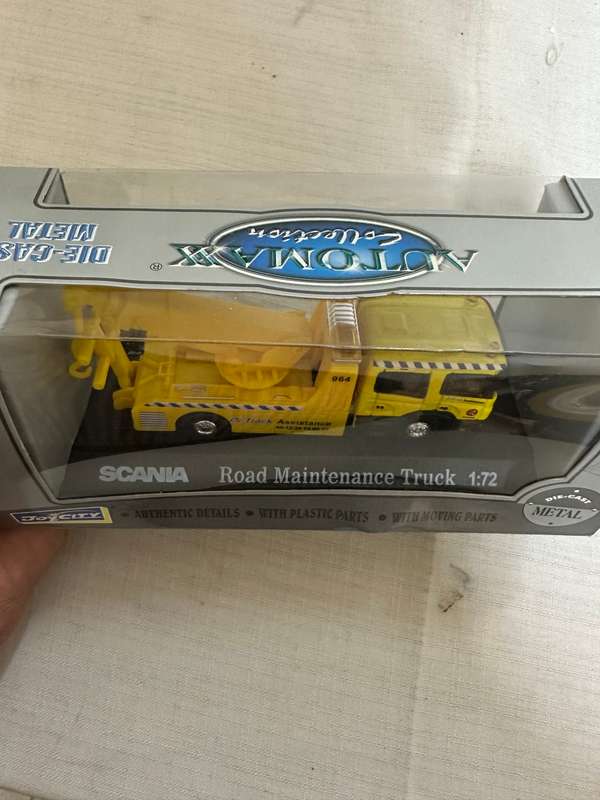 DIE-CAS
METAL
AUTOMAXX
Collection
®
964
Truck Assistance
SCANIA
Road Maintenance Truck 1:72
JOYCITY
• AUTHENTIC DETAILS • WITH PLASTIC PARTS • WITH MOVING PARTS
DIE-CAST
METAL